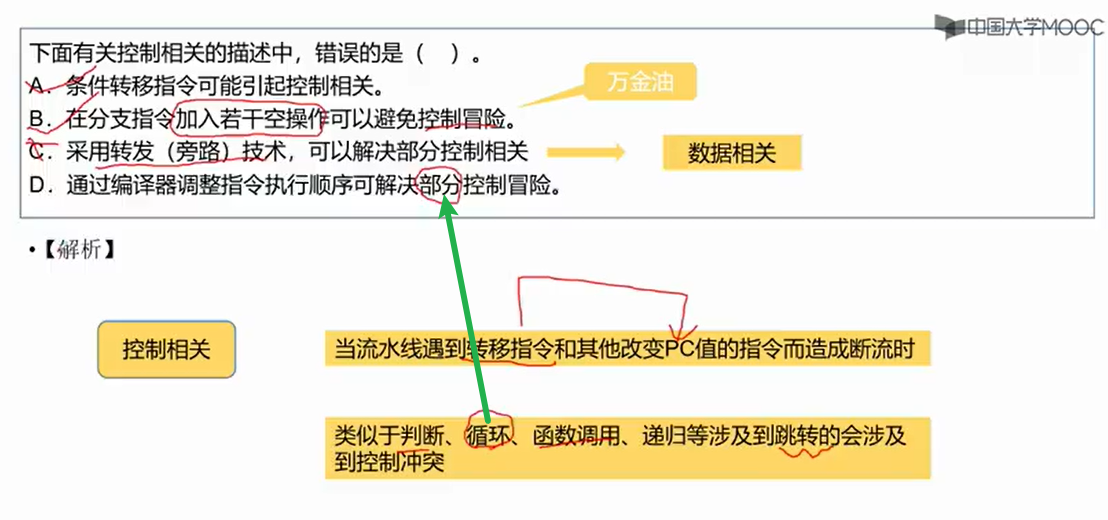 中国大学MOOC
下面有关控制相关的描述中，错误的是（ ）。
A．条件转移指令可能引起控制相关。
万金油
B．在分支指令加入若干空操作可以避免控制冒险。
C．采用转发（旁路）技术，可以解决部分控制相关
数据相关
D．通过编译器调整指令执行顺序可解决部分控制冒险。
•【解析】
控制相关
当流水线遇到转移指令和其他改变PC值的指令而造成断流时
类似于判断、循环、函数调用、递归等涉及到跳转的会涉及
到控制冲突